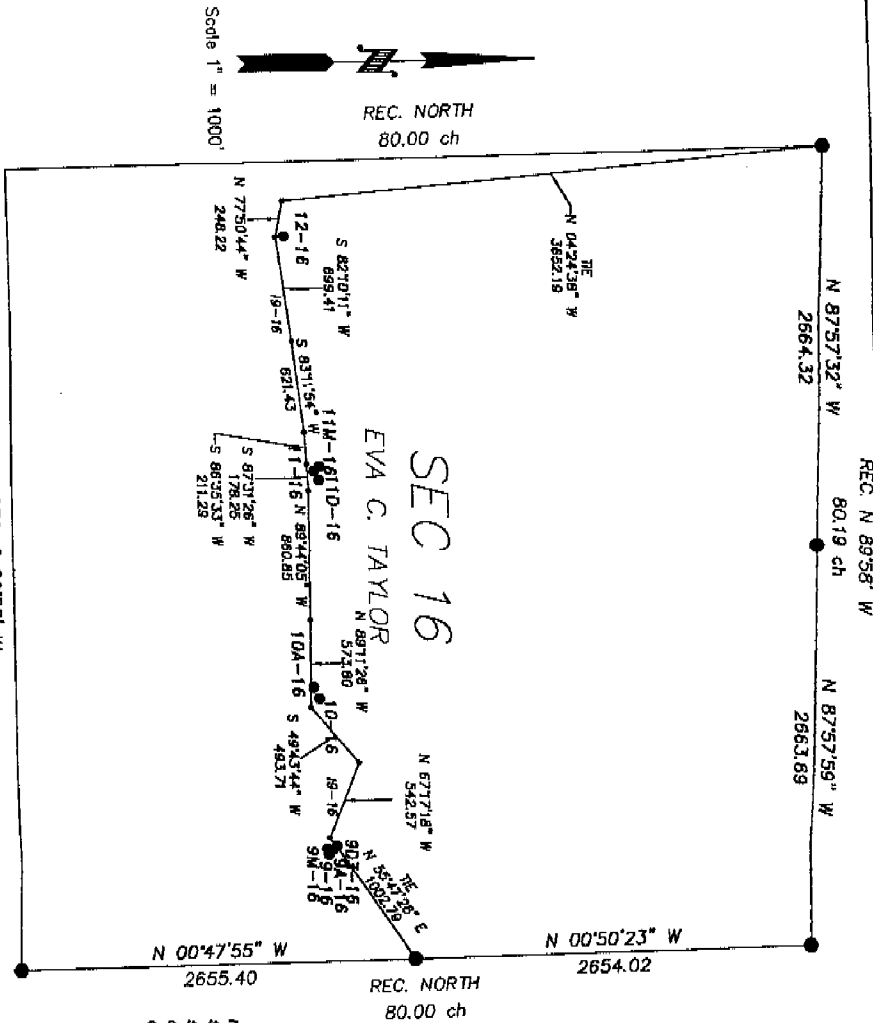 Scale 1" = 1000'
REC. NORTH
80.00 ch
N
REC. N 89°58' W
80.19 ch
N 87°57'32" W
2664.32
N 87°57'59" W
2663.89
TIE
N 04°24'38" W
3652.19
N 77°50'44" W
248.22
12-16
S 82°10'11" W
699.41
19-16
S 83°11'54" W
621.43
11M-16
11D-16
11-16
S 87°31'26" W
178.25
S 86°35'33" W
211.29
SEC 16
EVA C. TAYLOR
N 89°44'05" W
860.85
N 89°11'26" W
573.80
10A-16
10-16
S 49°43'44" W
493.71
N 67°17'18" W
542.57
19-16
9A-16
9-16
9M-16
TIE
N 55°47'26" E
1002.79
N 00°47'55" W
2655.40
N 00°50'23" W
2654.02
REC. NORTH
80.00 ch